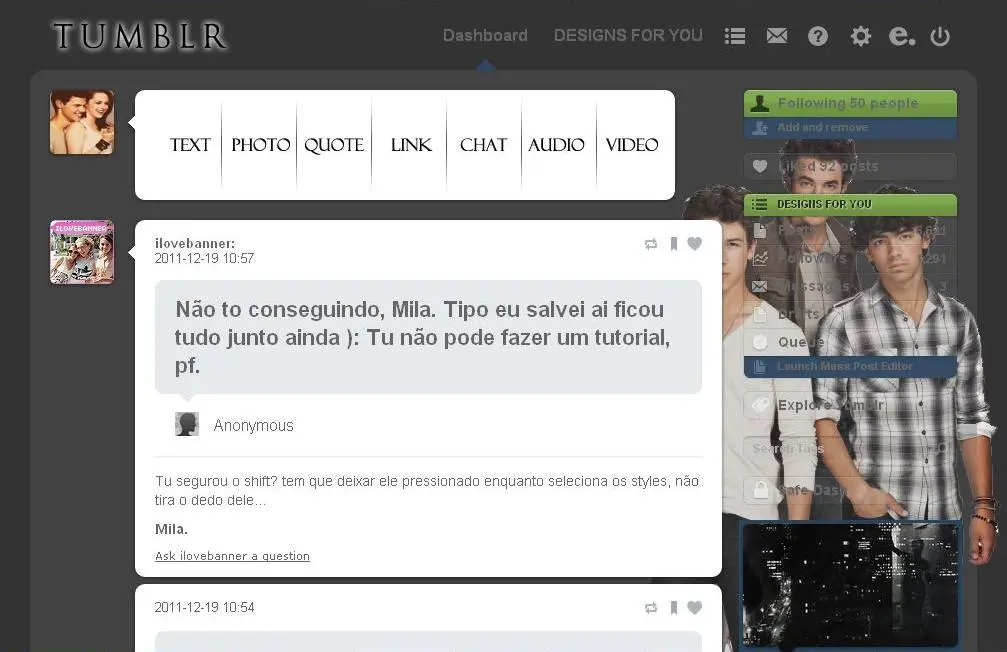 TUMBLR
Dashboard DESIGNS FOR YOU
TEXT PHOTO QUOTE LINK CHAT AUDIO VIDEO
Following 50 people
Add and remove
Liked 92 posts
DESIGNS FOR YOU
Posts
Followers 291
Messages 3
Drafts
Queue
Launch Mass Post Editor
Explore Tumblr
Search Tags
Safe Dash
ILOVEBANNER
ilovebanner:
2011-12-19 10:57
Não to conseguindo, Mila. Tipo eu salvei ai ficou
tudo junto ainda ): Tu não pode fazer um tutorial,
pf.
Anonymous
Tu segurou o shift? tem que deixar ele pressionado enquanto seleciona os styles, não
tira o dedo dele...
Mila.
Ask ilovebanner a question
2011-12-19 10:54